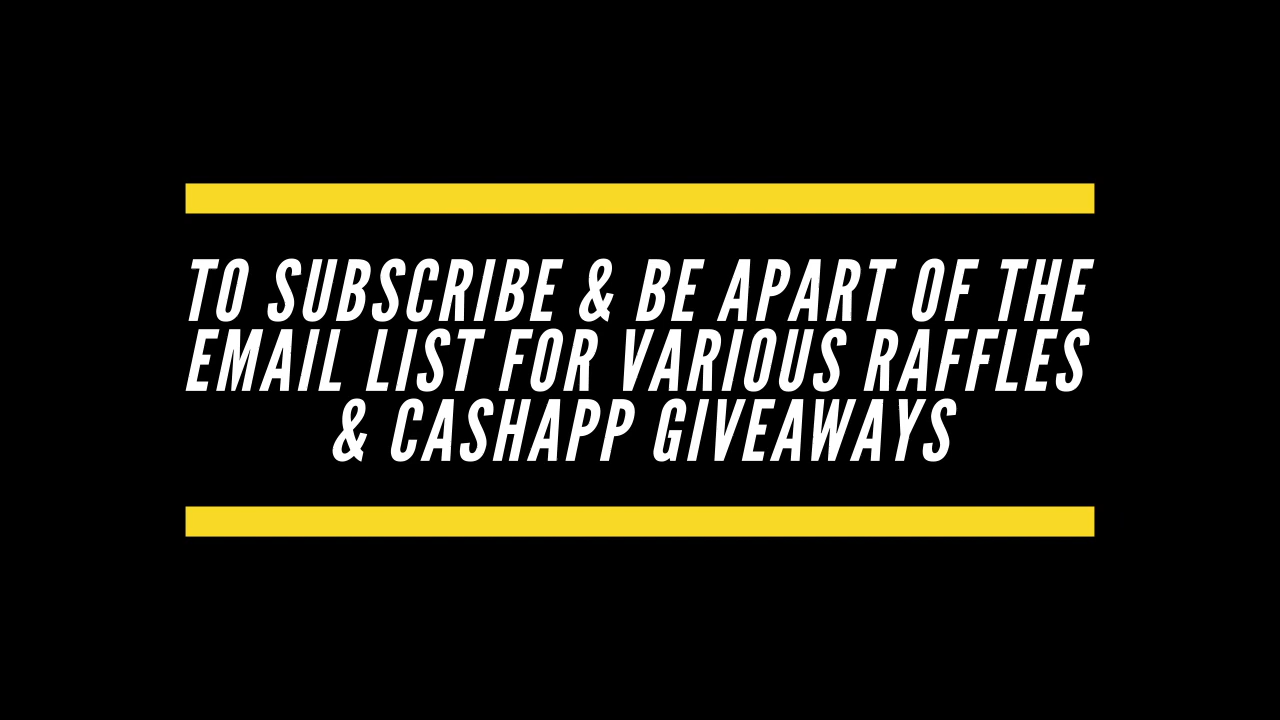 TO SUBSCRIBE & BE APART OF THE
EMAIL LIST FOR VARIOUS RAFFLES
& CASHAPP GIVEAWAYS